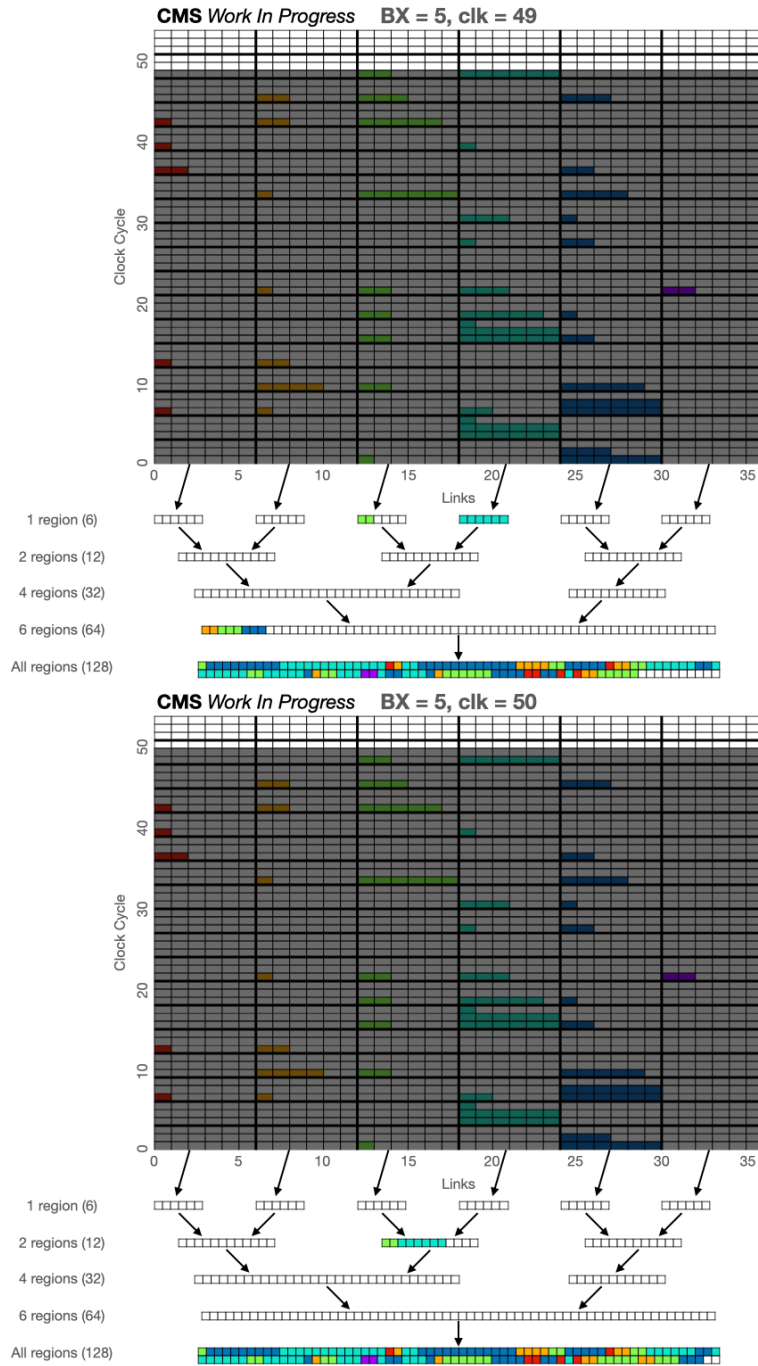 CMS Work In Progress BX = 5, clk = 49
50
40
30
20
10
0
Clock Cycle
0 5 10 15 20 25 30 35
Links
1 region (6)
2 regions (12)
4 regions (32)
6 regions (64)
All regions (128)
CMS Work In Progress BX = 5, clk = 50
50
40
30
20
10
0
Clock Cycle
0 5 10 15 20 25 30 35
Links
1 region (6)
2 regions (12)
4 regions (32)
6 regions (64)
All regions (128)